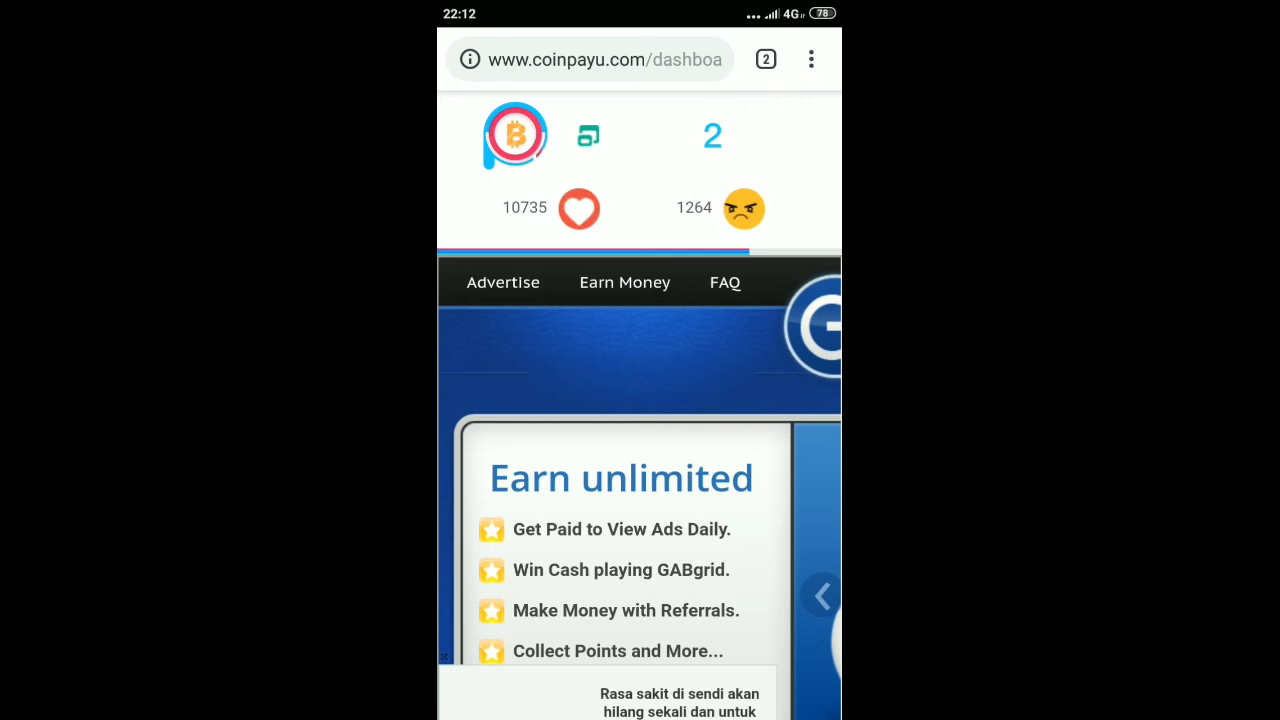 22:12
4G
78
www.coinpayu.com/dashboa
2
2
10735
1264
Advertise
Earn Money
FAQ
Earn unlimited
Get Paid to View Ads Daily.
Win Cash playing GABgrid.
Make Money with Referrals.
Collect Points and More...
Rasa sakit di sendi akan
hilang sekali dan untuk